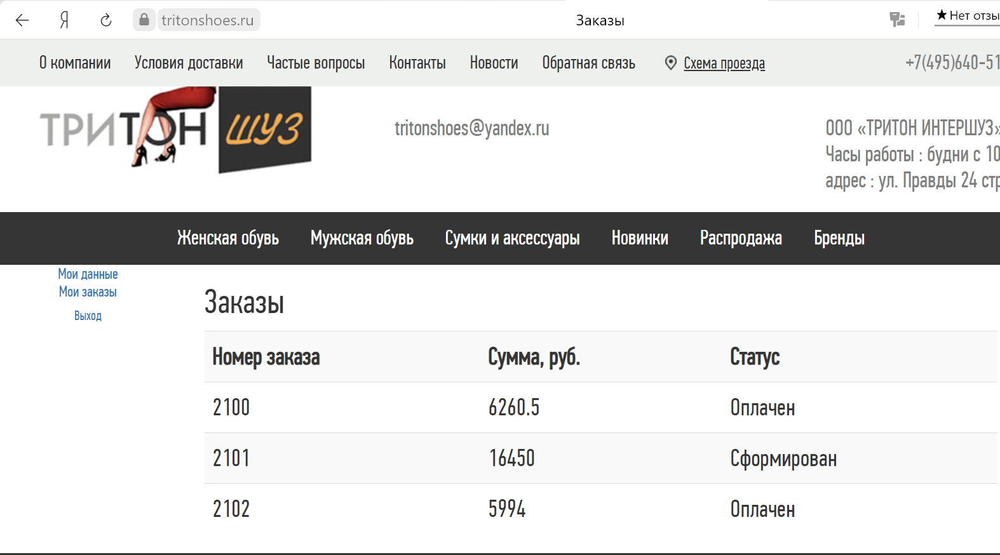 Я tritonshoes.ru Заказы ★ Нет отзы
О компании Условия доставки Частые вопросы Контакты Новости Обратная связь Схема проезда +7(495)640-51
ТРИТОН ШУЗ
tritonshoes@yandex.ru
ООО «ТРИТОН ИНТЕРШУЗ»
Часы работы : будни с 10
адрес : ул. Правды 24 стр
Женская обувь Мужская обувь Сумки и аксессуары Новинки Распродажа Бренды
Мои данные
Мои заказы
Выход
Заказы
Номер заказа Сумма, руб. Статус
2100 6260.5 Оплачен
2101 16450 Сформирован
2102 5994 Оплачен